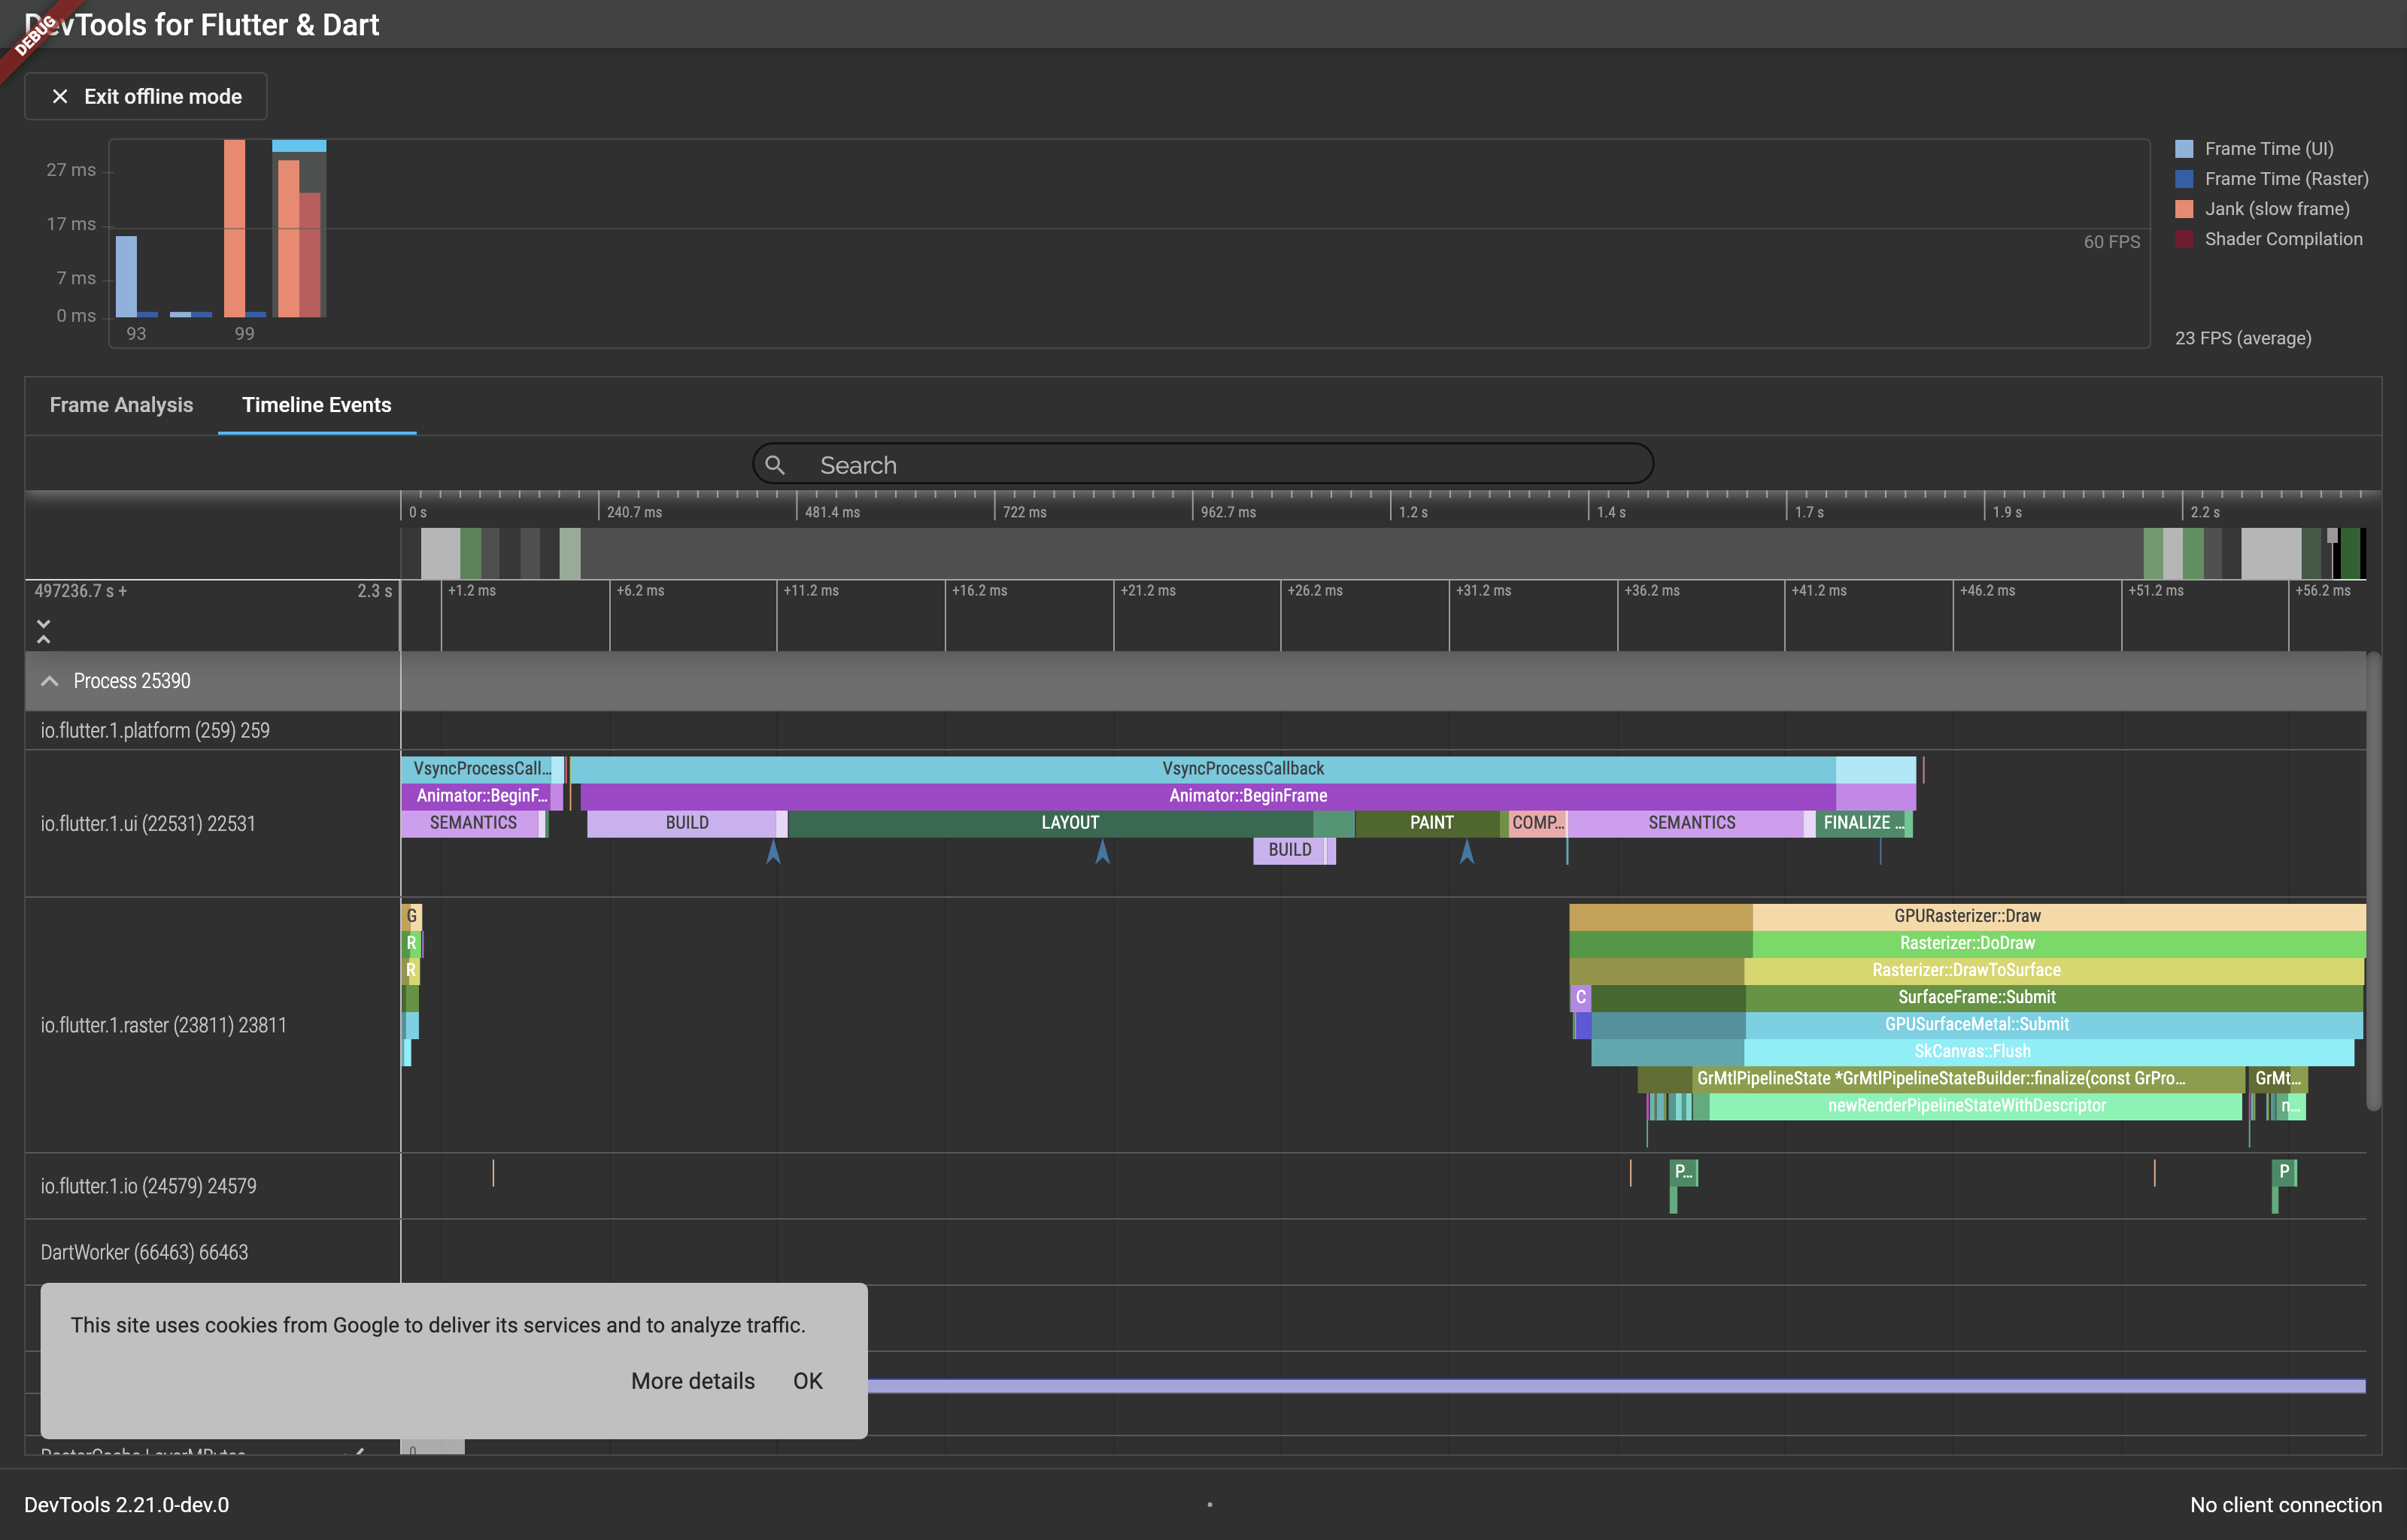 DevTools for Flutter & Dart
DEBUG
Exit offline mode
27 ms
17 ms
7 ms
0 ms
93
99
60 FPS
Frame Time (UI)
Frame Time (Raster)
Jank (slow frame)
Shader Compilation
23 FPS (average)
Frame Analysis
Timeline Events
Search
0 s
240.7 ms
481.4 ms
722 ms
962.7 ms
1.2 s
1.4 s
1.7 s
1.9 s
2.2 s
497236.7 s +
2.3 s
+1.2 ms
+6.2 ms
+11.2 ms
+16.2 ms
+21.2 ms
+26.2 ms
+31.2 ms
+36.2 ms
+41.2 ms
+46.2 ms
+51.2 ms
+56.2 ms
Process 25390
io.flutter.1.platform (259) 259
io.flutter.1.ui (22531) 22531
VsyncProcessCall...
VsyncProcessCallback
Animator::BeginF...
Animator::BeginFrame
SEMANTICS
BUILD
LAYOUT
PAINT
COMP...
SEMANTICS
FINALIZE ...
BUILD
io.flutter.1.raster (23811) 23811
G
R
R
GPURasterizer::Draw
Rasterizer::DoDraw
Rasterizer::DrawToSurface
C
SurfaceFrame::Submit
GPUSurfaceMetal::Submit
SkCanvas::Flush
GrMtlPipelineState *GrMtlPipelineStateBuilder::finalize(const GrPro...
GrMt...
newRenderPipelineStateWithDescriptor
n...
io.flutter.1.io (24579) 24579
P...
P
DartWorker (66463) 66463
This site uses cookies from Google to deliver its services and to analyze traffic.
More details
OK
RasterCache LayerMBytes
0
DevTools 2.21.0-dev.0
No client connection